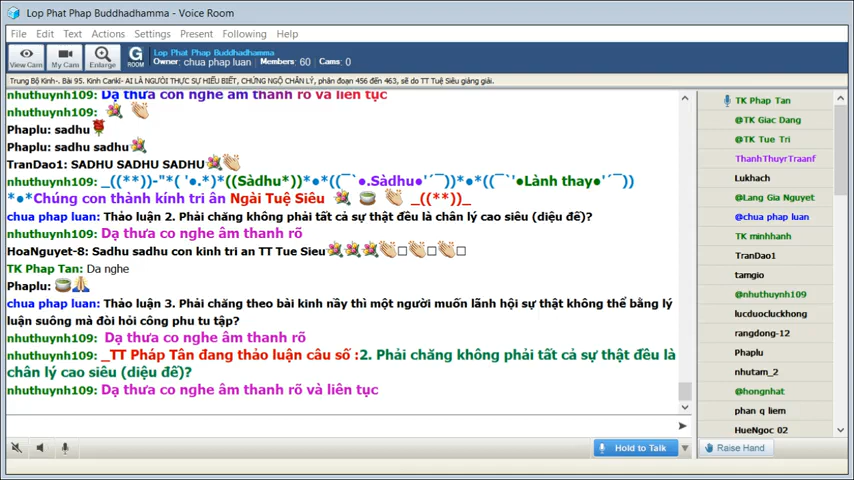 Lop Phat Phap Buddhadhamma - Voice Room
File Edit Text Actions Settings Present Following Help
View Cam My Cam Enlarge G ROOM
Lop Phat Phap Buddhadhamma
Owner: chua phap luan Members: 60 Cams: 0
Trung Bộ Kinh-. Bài 95. Kinh Cankī- AI LÀ NGƯỜI THỰC SỰ HIỂU BIẾT, CHỨNG NGỘ CHÂN LÝ, phân đoạn 456 đến 463, sẽ do TT Tuệ Siêu giảng giải.
nhuthuynh109: Dạ thưa con nghe âm thanh rõ và liên tục
nhuthuynh109: 💐 👏
Phaplu: sadhu🌹
Phaplu: sadhu sadhu💐
TranDao1: SADHU SADHU SADHU💐👏
nhuthuynh109: _((**))-"*( '●.*)*((Sàdhu*))*●*((¯`●.Sàdhu●'´¯))*●*((¯`'●Lành thay●'´¯))
*●*Chúng con thành kính tri ân Ngài Tuệ Siêu 💐 🍵 👏 _((**))_
chua phap luan: Thảo luận 2. Phải chăng không phải tất cả sự thật đều là chân lý cao siêu (diệu đế)?
nhuthuynh109: Dạ thưa co nghe âm thanh rõ
HoaNguyet-8: Sadhu sadhu con kinh tri an TT Tue Sieu💐💐💐👏□👏□👏□
TK Phap Tan: Da nghe
Phaplu: 🍵🙏
chua phap luan: Thảo luận 3. Phải chăng theo bài kinh nầy thì một người muốn lãnh hội sự thật không thể bằng lý
luận suông mà đòi hỏi công phu tu tập?
nhuthuynh109: Dạ thưa co nghe âm thanh rõ
nhuthuynh109: _TT Pháp Tân đang thảo luận câu số :2. Phải chăng không phải tất cả sự thật đều là
chân lý cao siêu (diệu đế)?
nhuthuynh109: Dạ thưa co nghe âm thanh rõ và liên tục
TK Phap Tan
@TK Giac Dang
@TK Tue Tri
ThanhThuyrTraanf
Lukhach
@Lang Gia Nguyet
@chua phap luan
TK minhhanh
TranDao1
tamgio
@nhuthuynh109
lucduocluckhong
rangdong-12
Phaplu
nhutam_2
@hongnhat
phan q liem
HueNgoc 02
Hold to Talk
Raise Hand